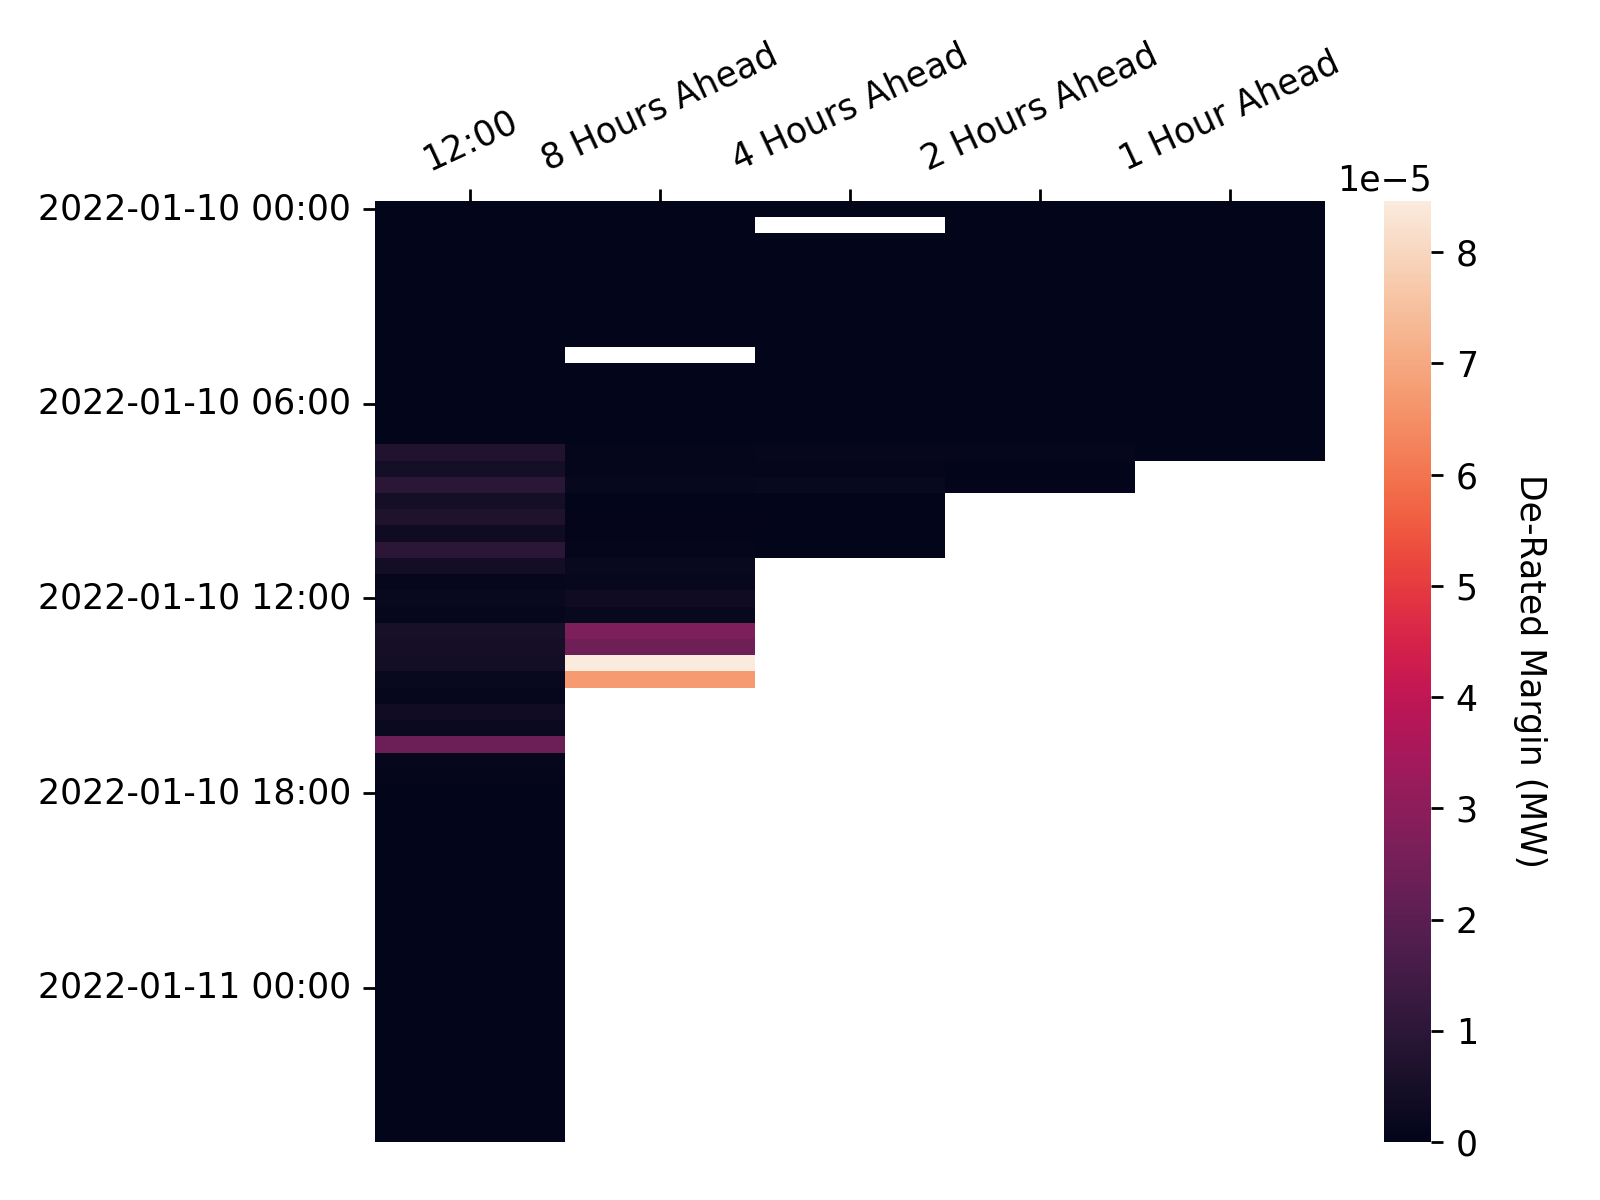 12:00
8 Hours Ahead
4 Hours Ahead
2 Hours Ahead
1 Hour Ahead
2022-01-10 00:00
2022-01-10 06:00
2022-01-10 12:00
2022-01-10 18:00
2022-01-11 00:00
1e−5
8
7
6
5
4
3
2
1
0
De-Rated Margin (MW)